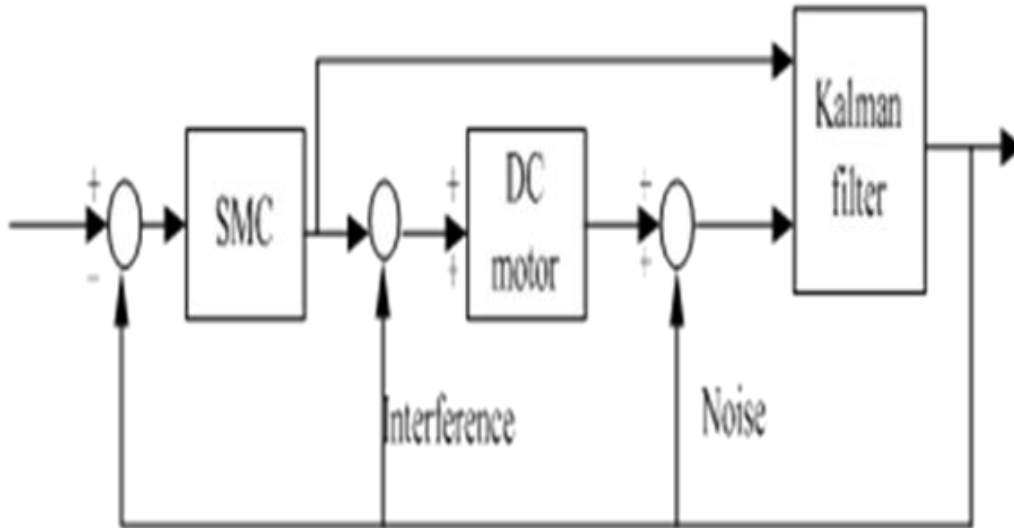 Kalman
filter
+
SMC
+
DC
motor
+
+
+
-
Interference
Noise